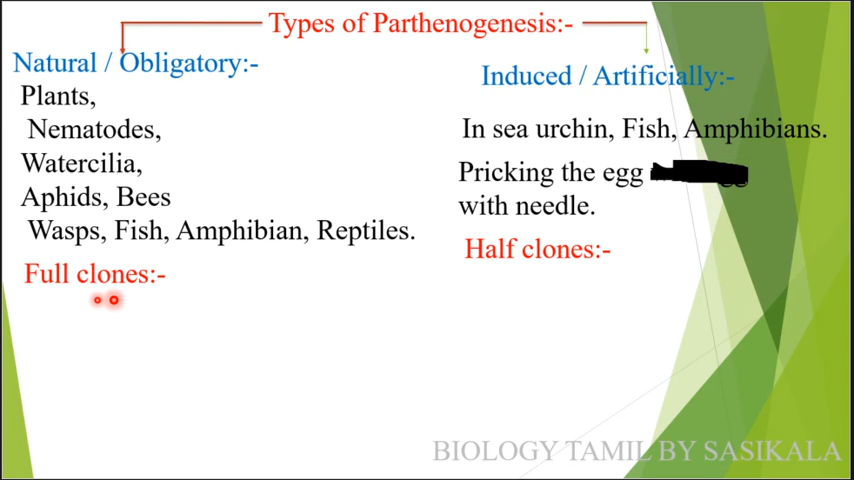 Types of Parthenogenesis:-
Natural / Obligatory:-
Plants,
Nematodes,
Watercilia,
Aphids, Bees
Wasps, Fish, Amphibian, Reptiles.
Full clones:-
Induced / Artificially:-
In sea urchin, Fish, Amphibians.
Pricking the egg
with needle.
Half clones:-
BIOLOGY TAMIL BY SASIKALA